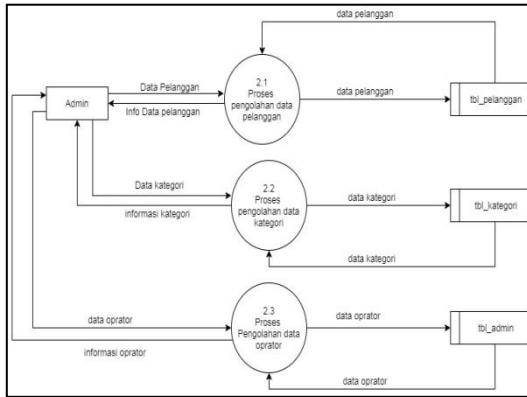 data pelanggan
2.1
Proses
pengolahan data
pelanggan
Data Pelanggan
Info Data pelanggan
Admin
data pelanggan
tbl_pelanggan
2.2
Proses
pengolahan data
kategori
Data kategori
informasi kategori
data kategori
tbl_kategori
data kategori
2.3
Proses
Pengolahan data
oprator
data oprator
informasi oprator
data oprator
tbl_admin
data oprator